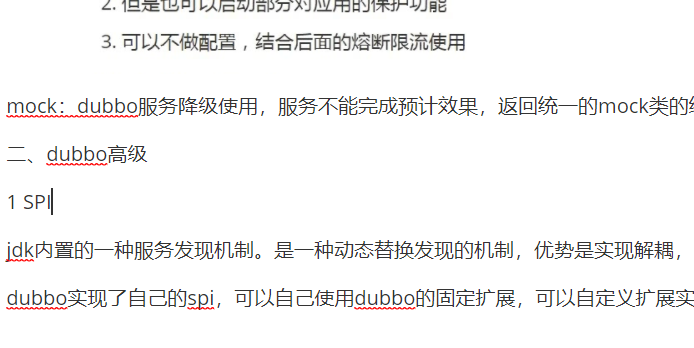 2. 但是也可以启动部分对应用的保护功能
3. 可以不做配置，结合后面的熔断限流使用
mock：dubbo服务降级使用，服务不能完成预计效果，返回统一的mock类的
二、dubbo高级
1 SPI
jdk内置的一种服务发现机制。是一种动态替换发现的机制，优势是实现解耦，
dubbo实现了自己的spi，可以自己使用dubbo的固定扩展，可以自定义扩展实